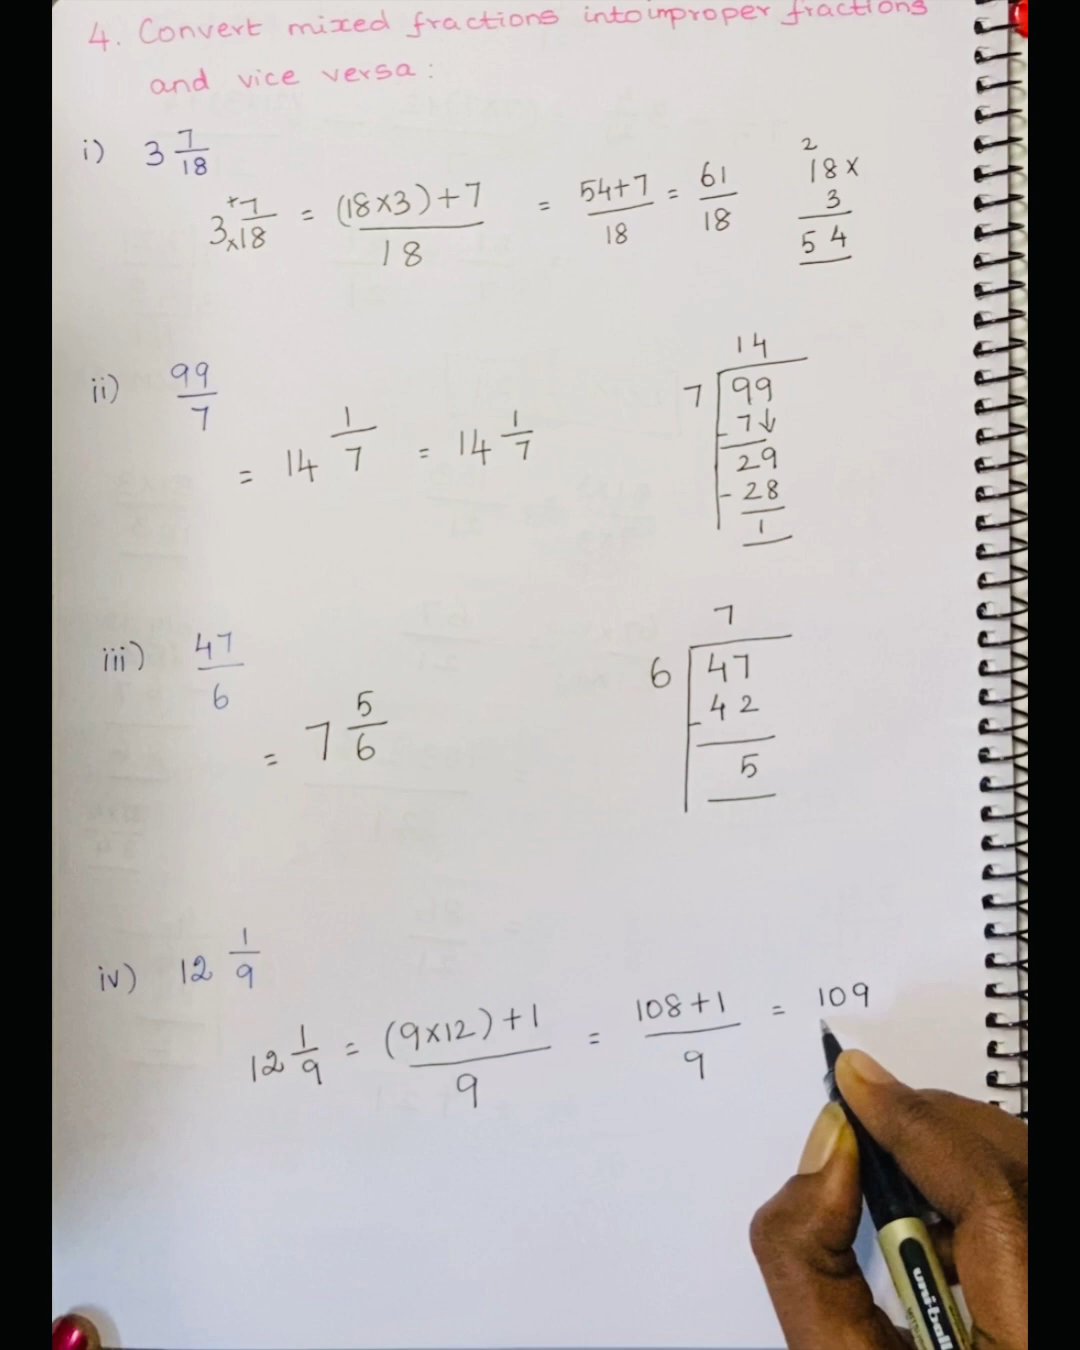 4. Convert mixed fractions into improper fractions
and vice versa :
i) 3 7/18
3 +7/×18 = (18×3)+7/18 = 54+7/18 = 61/18
2
18 ×
3
54
ii) 99/7
= 14 1/7 = 14 1/7
14
7 99
- 7↓
29
- 28
1
iii) 47/6
= 7 5/6
7
6 47
- 42
5
iv) 12 1/9
12 1/9 = (9×12)+1/9 = 108+1/9 = 109
uni-ball